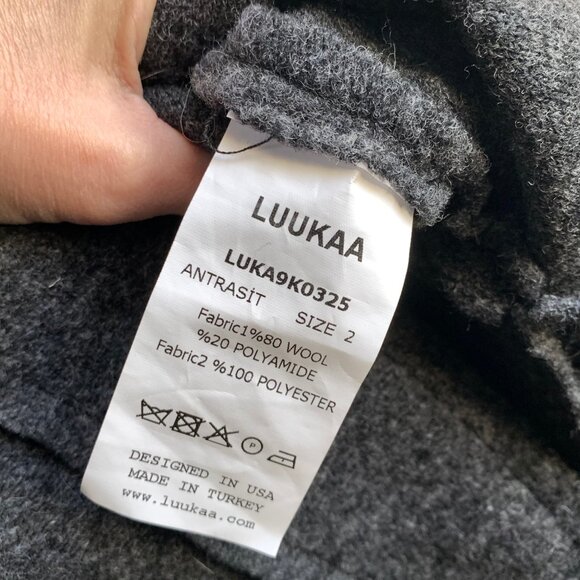 LUUKAA
LUKA9K0325
ANTRASİT SIZE 2
Fabric1%80 WOOL
%20 POLYAMIDE
Fabric2 %100 POLYESTER
P
DESIGNED IN USA
MADE IN TURKEY
www.luukaa.com